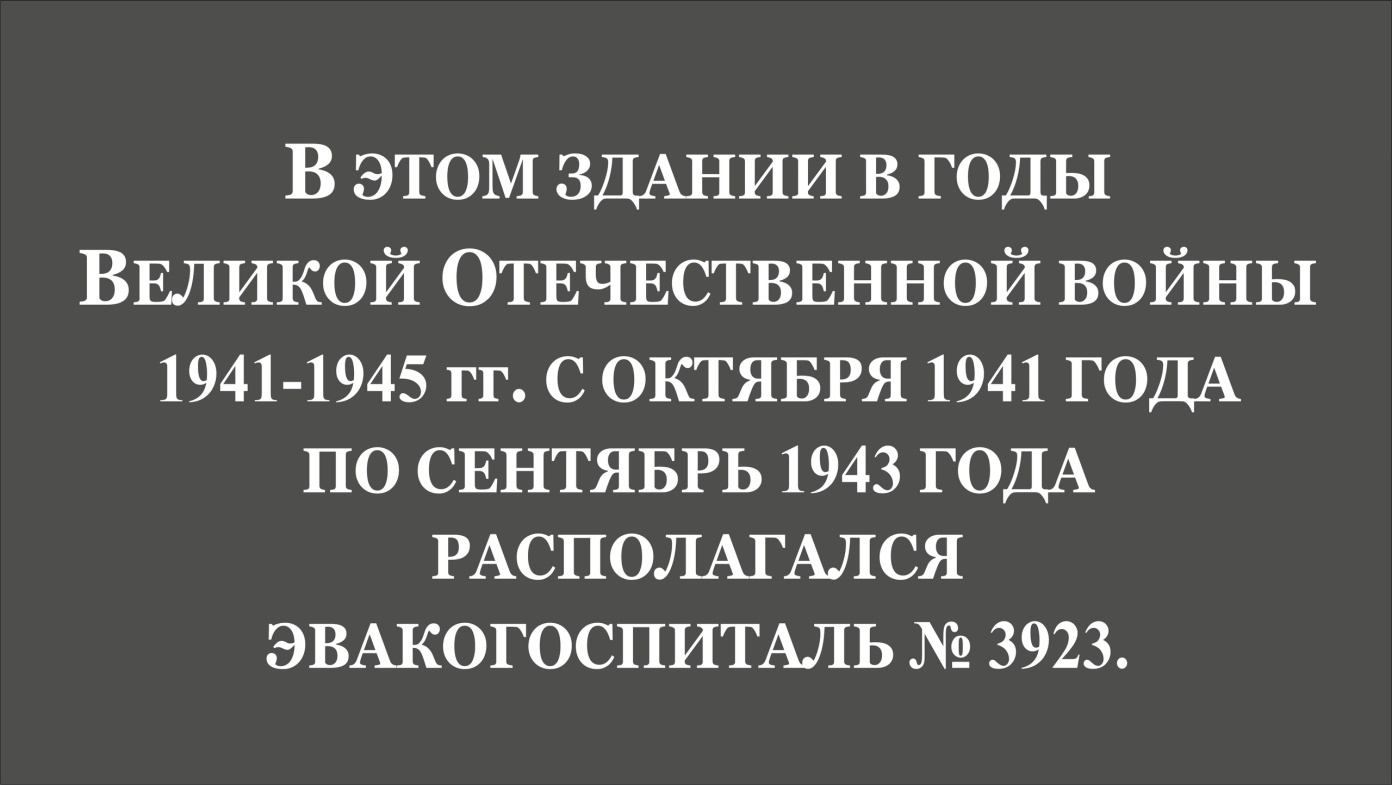 В ЭТОМ ЗДАНИИ В ГОДЫ
ВЕЛИКОЙ ОТЕЧЕСТВЕННОЙ ВОЙНЫ
1941-1945 гг. С ОКТЯБРЯ 1941 ГОДА
ПО СЕНТЯБРЬ 1943 ГОДА
РАСПОЛАГАЛСЯ
ЭВАКОГОСПИТАЛЬ № 3923.